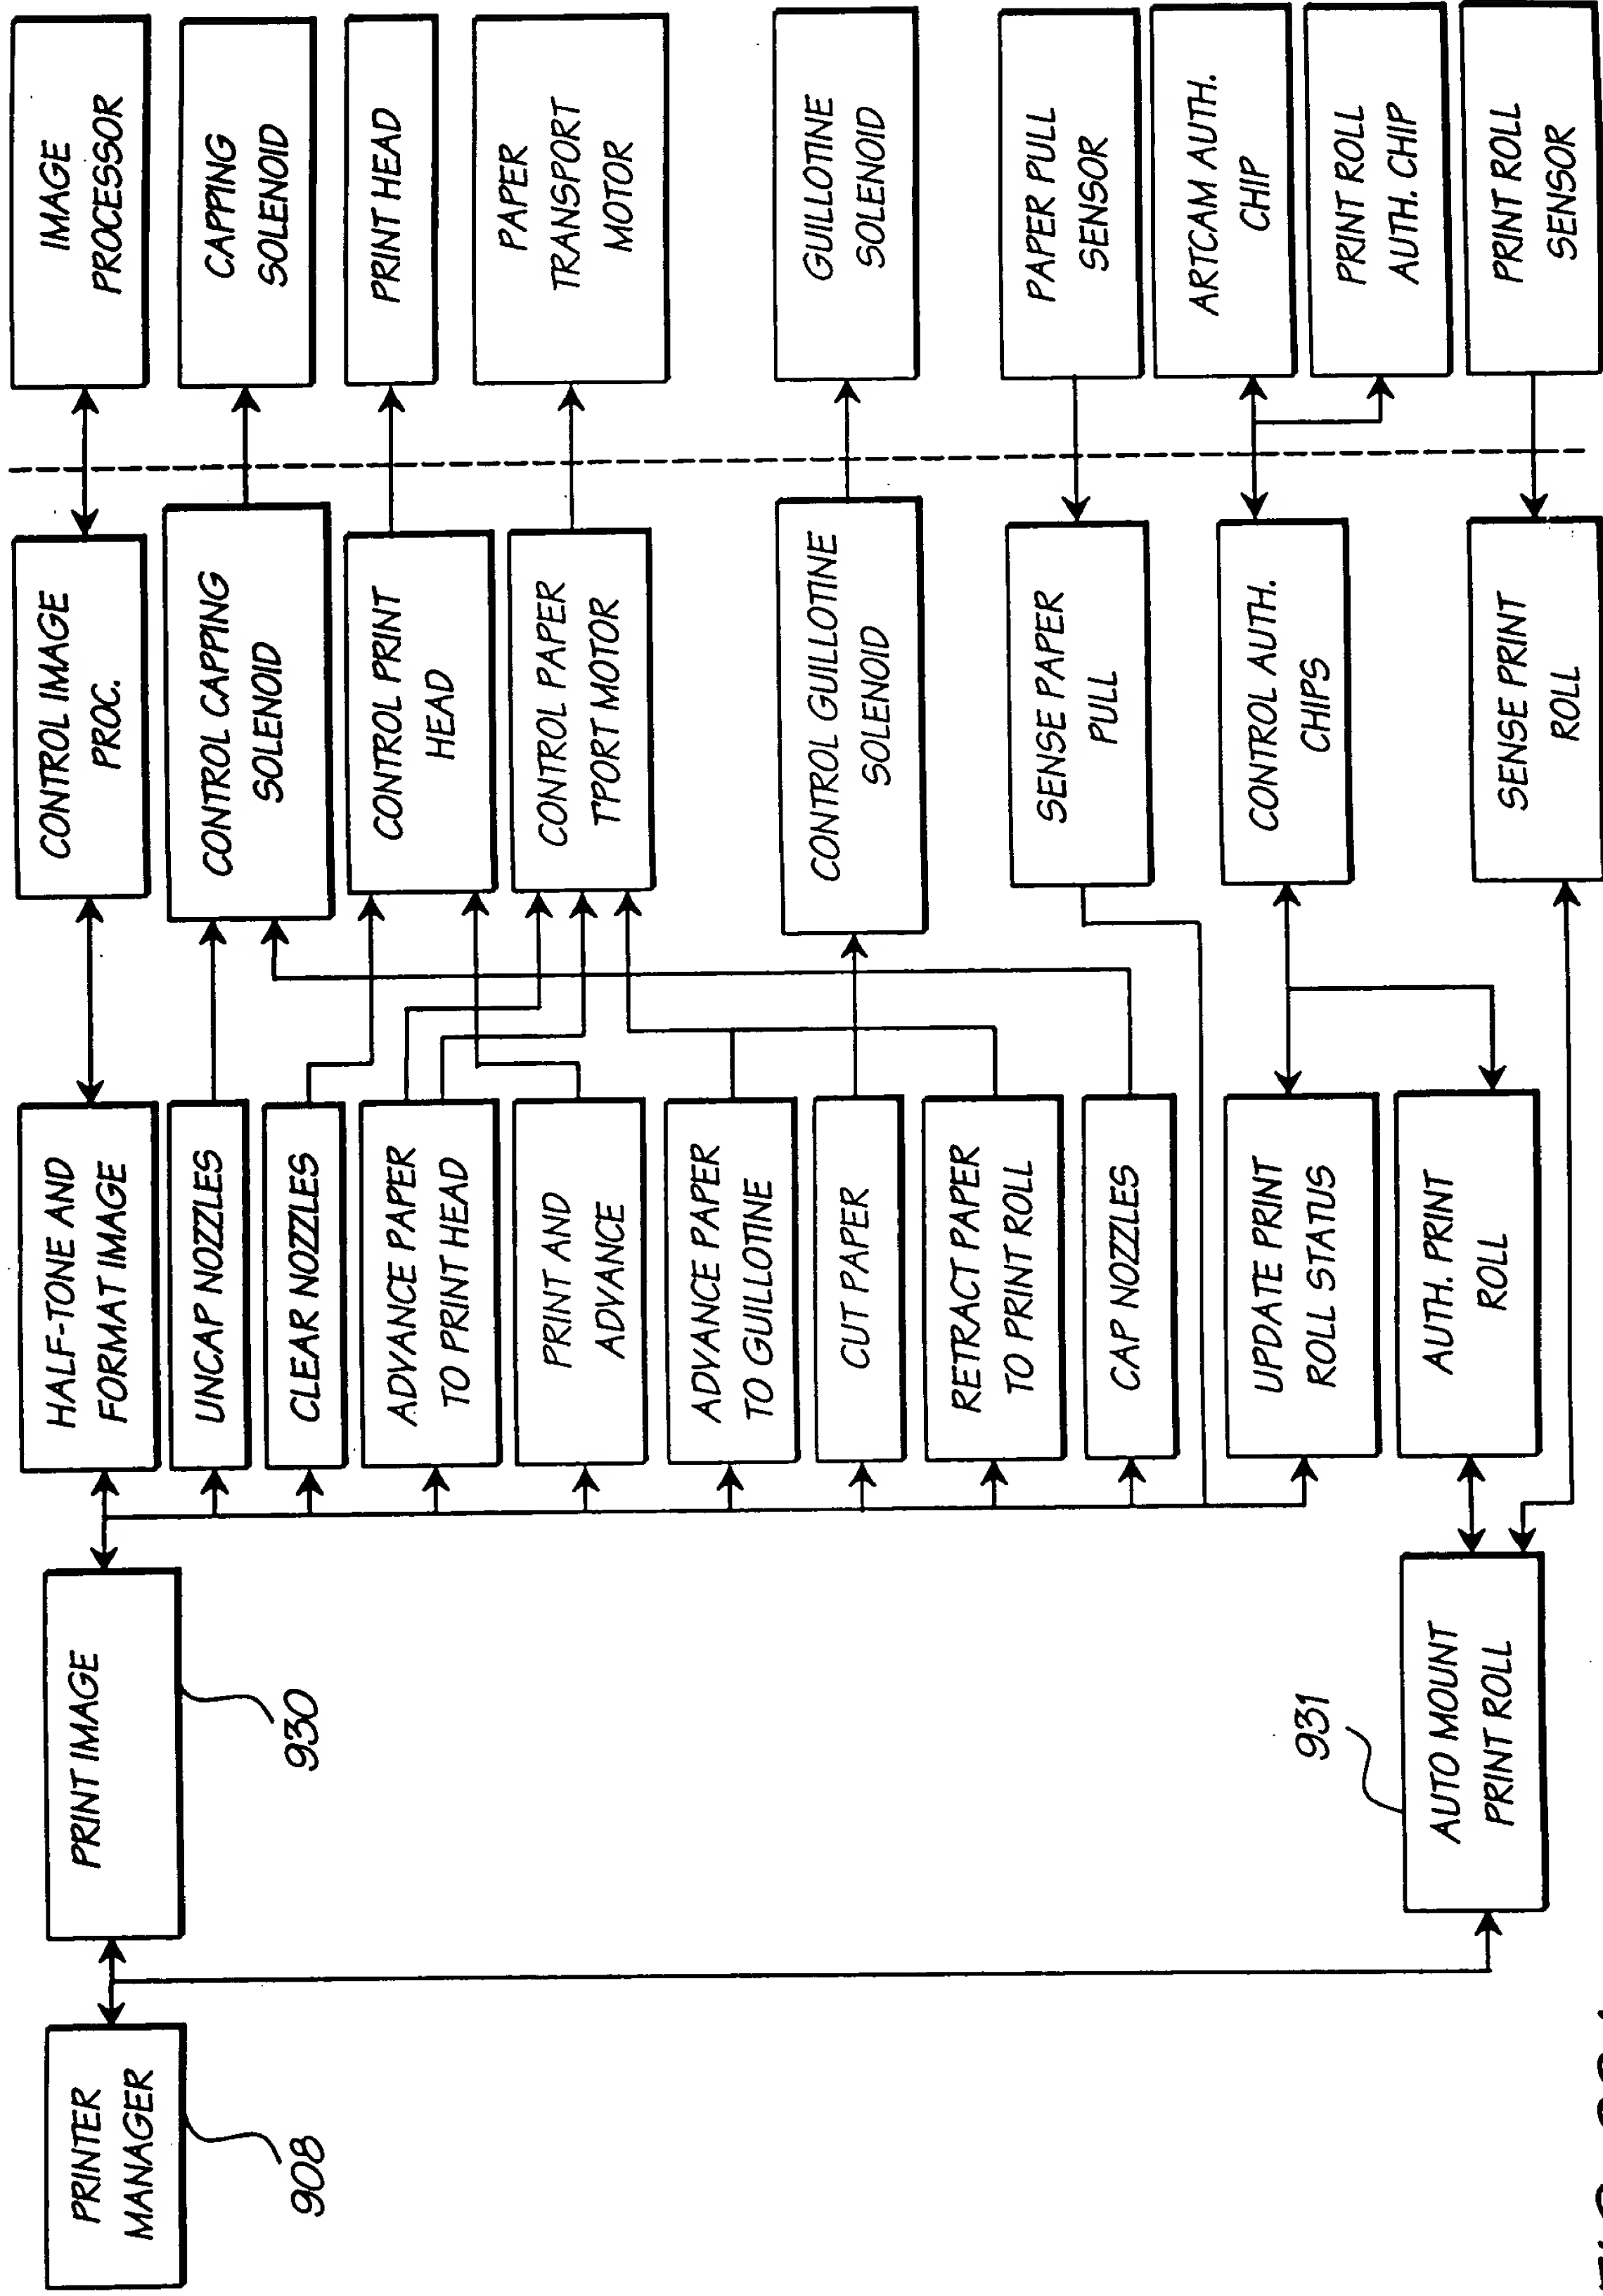 PRINTER
MANAGER
908
PRINT IMAGE
930
AUTO MOUNT
PRINT ROLL
931
HALF-TONE AND
FORMAT IMAGE
UNCAP NOZZLES
CLEAR NOZZLES
ADVANCE PAPER
TO PRINT HEAD
PRINT AND
ADVANCE
ADVANCE PAPER
TO GUILLOTINE
CUT PAPER
RETRACT PAPER
TO PRINT ROLL
CAP NOZZLES
UPDATE PRINT
ROLL STATUS
AUTH. PRINT
ROLL
CONTROL IMAGE
PROC.
CONTROL CAPPING
SOLENOID
CONTROL PRINT
HEAD
CONTROL PAPER
TPORT MOTOR
CONTROL GUILLOTINE
SOLENOID
SENSE PAPER
PULL
CONTROL AUTH.
CHIPS
SENSE PRINT
ROLL
IMAGE
PROCESSOR
CAPPING
SOLENOID
PRINT HEAD
PAPER
TRANSPORT
MOTOR
GUILLOTINE
SOLENOID
PAPER PULL
SENSOR
ARTCAM AUTH.
CHIP
PRINT ROLL
AUTH. CHIP
PRINT ROLL
SENSOR